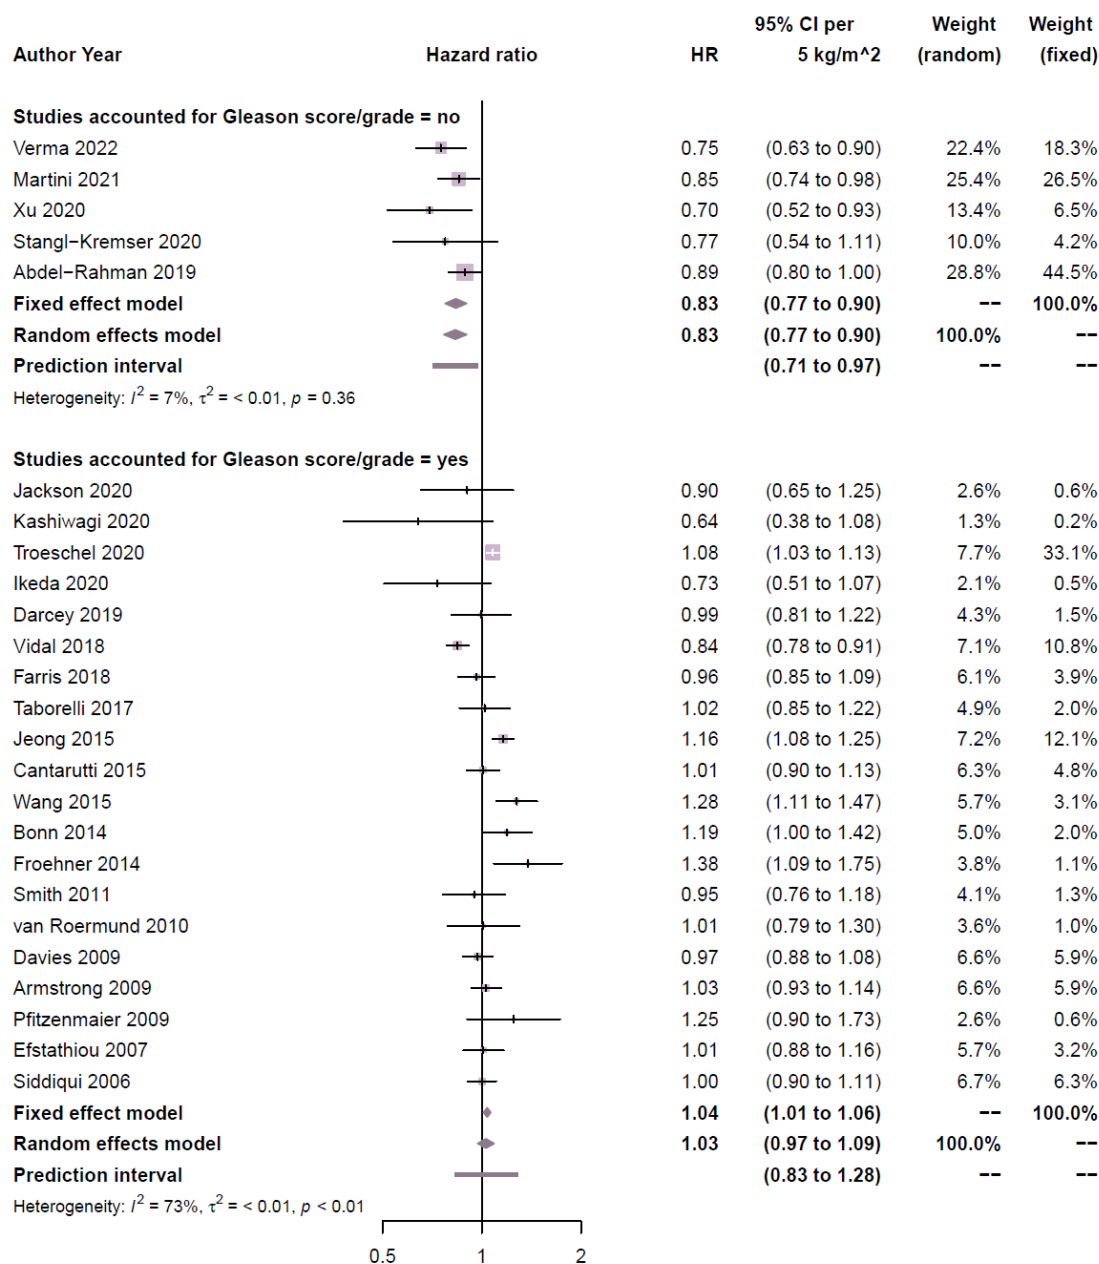 95% CI per Weight Weight
Author Year Hazard ratio HR 5 kg/m^2 (random) (fixed)
Studies accounted for Gleason score/grade = no
Verma 2022 0.75 (0.63 to 0.90) 22.4% 18.3%
Martini 2021 0.85 (0.74 to 0.98) 25.4% 26.5%
Xu 2020 0.70 (0.52 to 0.93) 13.4% 6.5%
Stangl−Kremser 2020 0.77 (0.54 to 1.11) 10.0% 4.2%
Abdel−Rahman 2019 0.89 (0.80 to 1.00) 28.8% 44.5%
Fixed effect model 0.83 (0.77 to 0.90) −− 100.0%
Random effects model 0.83 (0.77 to 0.90) 100.0% −−
Prediction interval (0.71 to 0.97) −− −−
Heterogeneity: I² = 7%, τ² = < 0.01, p = 0.36
Studies accounted for Gleason score/grade = yes
Jackson 2020 0.90 (0.65 to 1.25) 2.6% 0.6%
Kashiwagi 2020 0.64 (0.38 to 1.08) 1.3% 0.2%
Troeschel 2020 1.08 (1.03 to 1.13) 7.7% 33.1%
Ikeda 2020 0.73 (0.51 to 1.07) 2.1% 0.5%
Darcey 2019 0.99 (0.81 to 1.22) 4.3% 1.5%
Vidal 2018 0.84 (0.78 to 0.91) 7.1% 10.8%
Farris 2018 0.96 (0.85 to 1.09) 6.1% 3.9%
Taborelli 2017 1.02 (0.85 to 1.22) 4.9% 2.0%
Jeong 2015 1.16 (1.08 to 1.25) 7.2% 12.1%
Cantarutti 2015 1.01 (0.90 to 1.13) 6.3% 4.8%
Wang 2015 1.28 (1.11 to 1.47) 5.7% 3.1%
Bonn 2014 1.19 (1.00 to 1.42) 5.0% 2.0%
Froehner 2014 1.38 (1.09 to 1.75) 3.8% 1.1%
Smith 2011 0.95 (0.76 to 1.18) 4.1% 1.3%
van Roermund 2010 1.01 (0.79 to 1.30) 3.6% 1.0%
Davies 2009 0.97 (0.88 to 1.08) 6.6% 5.9%
Armstrong 2009 1.03 (0.93 to 1.14) 6.6% 5.9%
Pfitzenmaier 2009 1.25 (0.90 to 1.73) 2.6% 0.6%
Efstathiou 2007 1.01 (0.88 to 1.16) 5.7% 3.2%
Siddiqui 2006 1.00 (0.90 to 1.11) 6.7% 6.3%
Fixed effect model 1.04 (1.01 to 1.06) −− 100.0%
Random effects model 1.03 (0.97 to 1.09) 100.0% −−
Prediction interval (0.83 to 1.28) −− −−
Heterogeneity: I² = 73%, τ² = < 0.01, p < 0.01
0.5 1 2